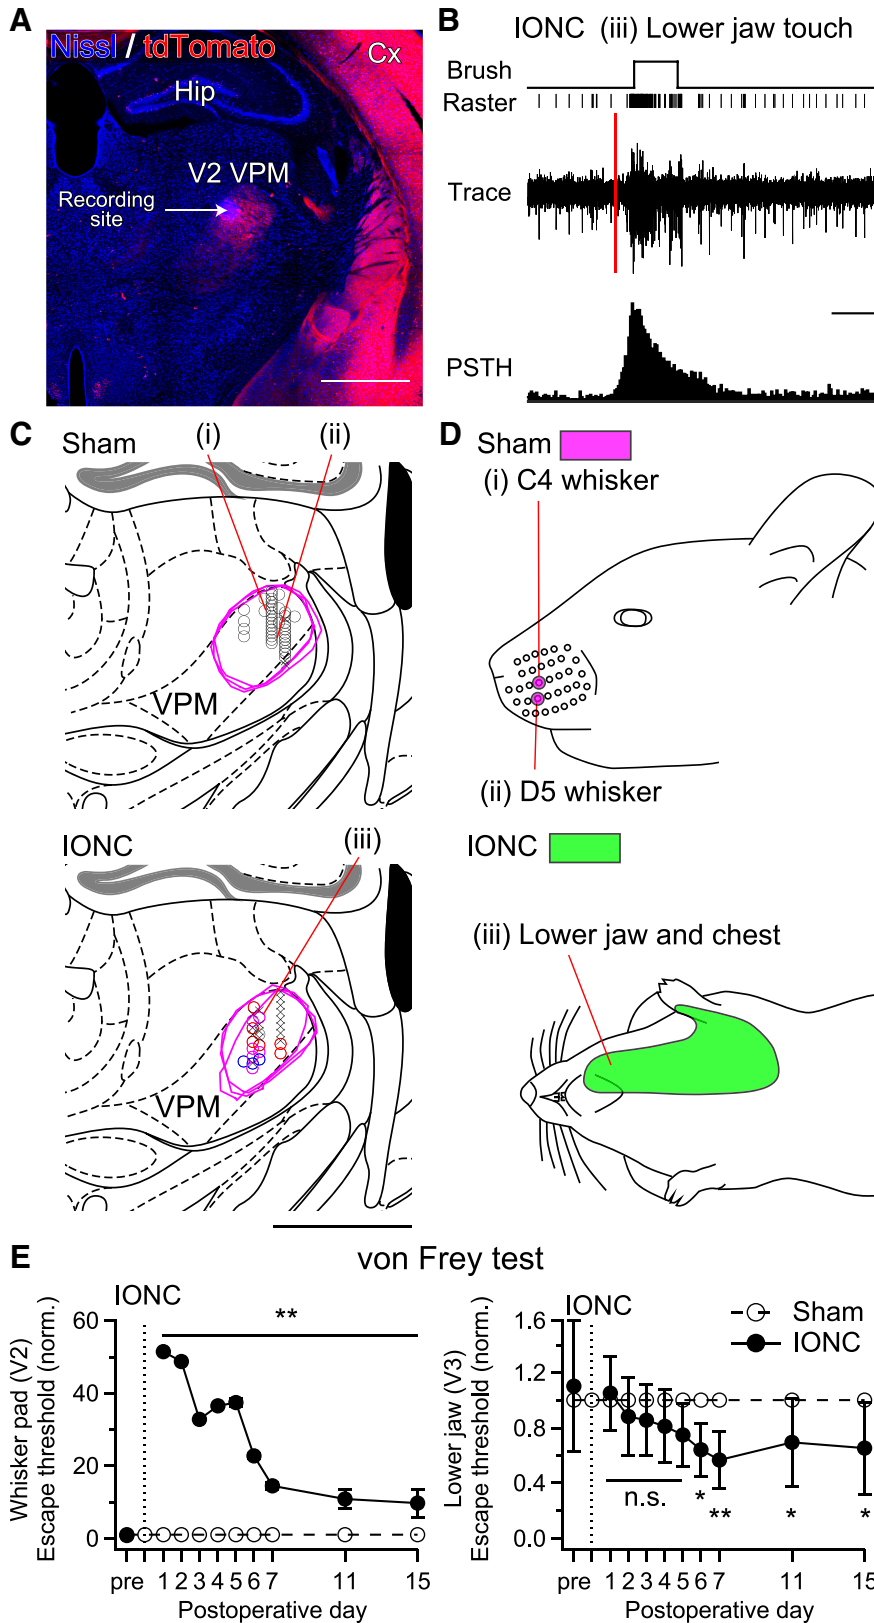 A
Nissl / tdTomato
Cx
Hip
V2 VPM
Recording
site
B
IONC (iii) Lower jaw touch
Brush
Raster
Trace
PSTH
C
Sham
(i)
(ii)
VPM
IONC
(iii)
VPM
D
Sham
(i) C4 whisker
(ii) D5 whisker
IONC
(iii) Lower jaw and chest
E
von Frey test
IONC
**
Whisker pad (V2)
Escape threshold (norm.)
60
40
20
0
pre 1 2 3 4 5 6 7 11 15
Postoperative day
IONC
Sham
IONC
Lower jaw (V3)
Escape threshold (norm.)
1.6
1.2
0.8
0.4
0.0
n.s.
*
**
*
*
pre 1 2 3 4 5 6 7 11 15
Postoperative day